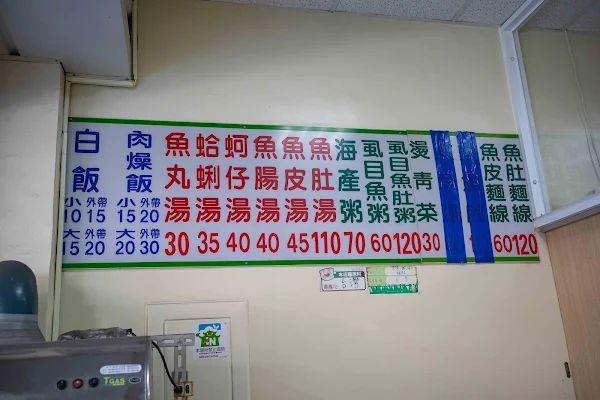 白飯
小10 外帶15
大15 外帶20
肉燥飯
小15 外帶20
大20 外帶30
魚丸湯 30
蛤蜊湯 35
蚵仔湯 40
魚腸湯 40
魚皮湯 45
魚肚湯 110
海產粥 70
虱目魚粥 60
虱目魚肚粥 120
燙青菜 30
魚皮麵線 60
魚肚麵線 120
TGAS